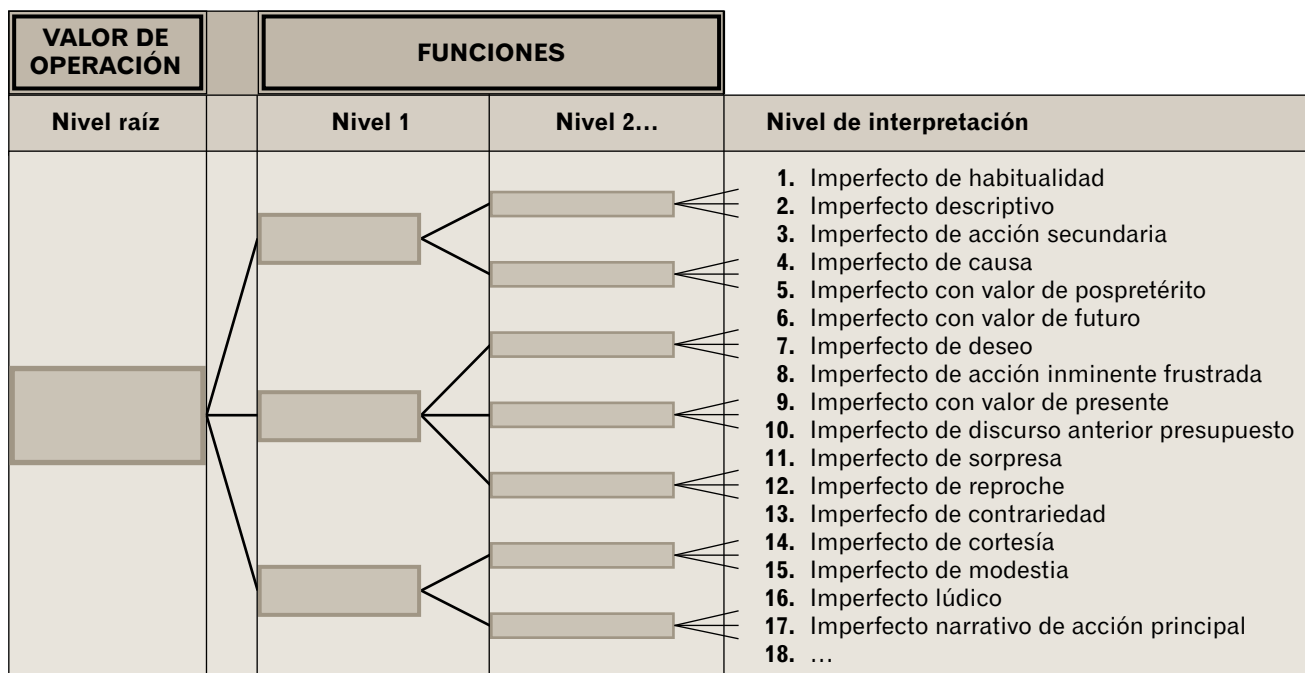 VALOR DE
OPERACIÓN
FUNCIONES
Nivel raíz
Nivel 1
Nivel 2...
Nivel de interpretación
1. Imperfecto de habitualidad
2. Imperfecto descriptivo
3. Imperfecto de acción secundaria
4. Imperfecto de causa
5. Imperfecto con valor de pospretérito
6. Imperfecto con valor de futuro
7. Imperfecto de deseo
8. Imperfecto de acción inminente frustrada
9. Imperfecto con valor de presente
10. Imperfecto de discurso anterior presupuesto
11. Imperfecto de sorpresa
12. Imperfecto de reproche
13. Imperfecfo de contrariedad
14. Imperfecto de cortesía
15. Imperfecto de modestia
16. Imperfecto lúdico
17. Imperfecto narrativo de acción principal
18. ...